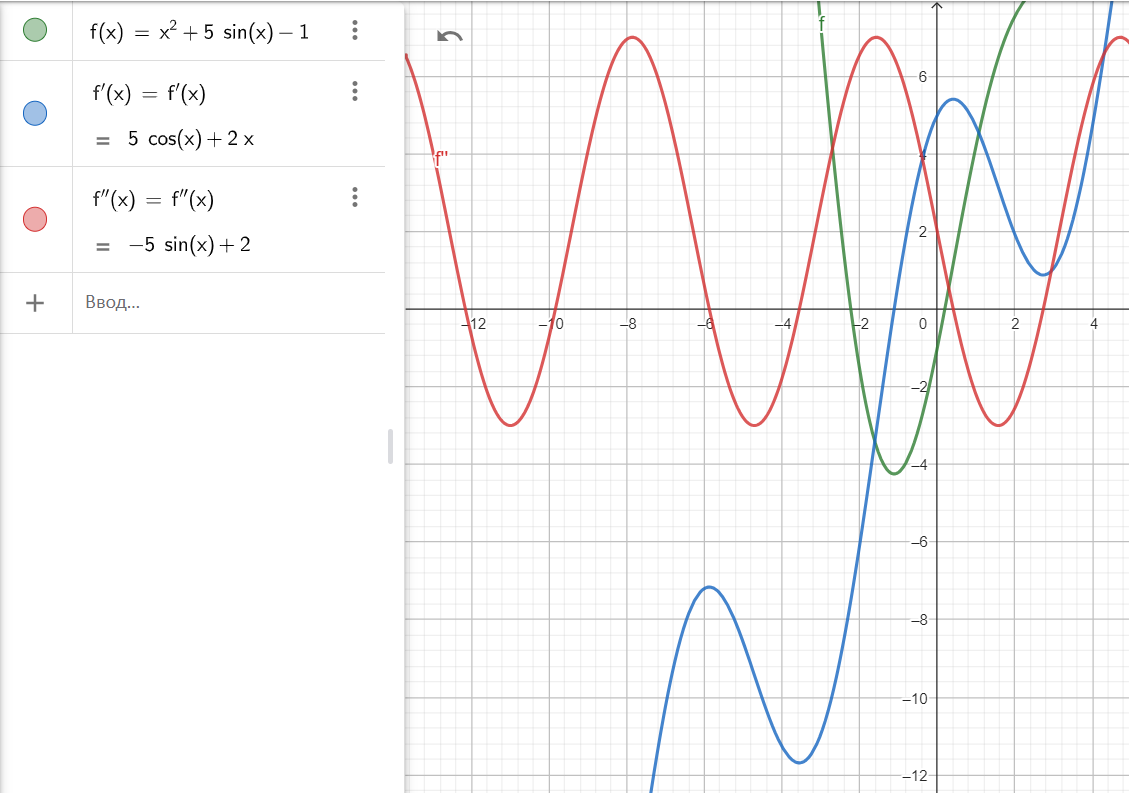 f(x) = x² + 5 sin(x) − 1
f′(x) = f′(x)
= 5 cos(x) + 2 x
f″(x) = f″(x)
= −5 sin(x) + 2
+ Ввод...
f
6
f″
4
2
−12 −10 −8 −6 −4 −2 0 2 4
−2
−4
−6
−8
−10
−12